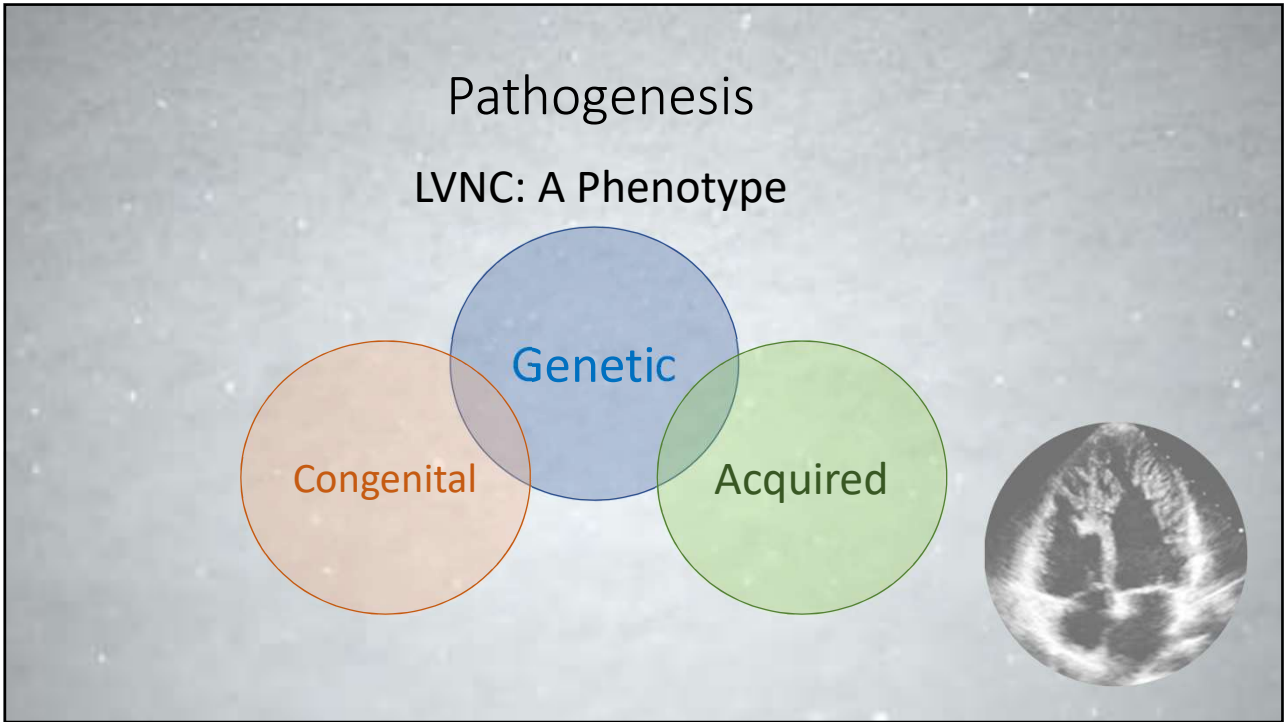 Pathogenesis
LVNC: A Phenotype
Genetic
Congenital
Acquired